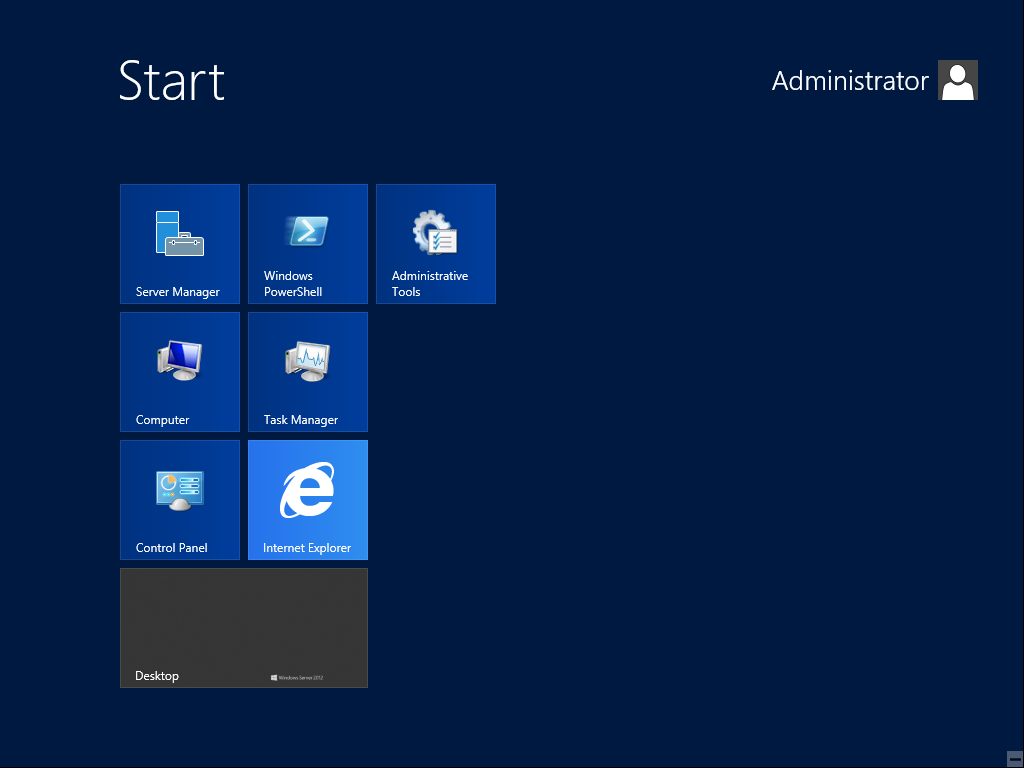 Start
Administrator
Server Manager
Windows
PowerShell
Administrative
Tools
Computer
Task Manager
Control Panel
Internet Explorer
Desktop
Windows Server 2012